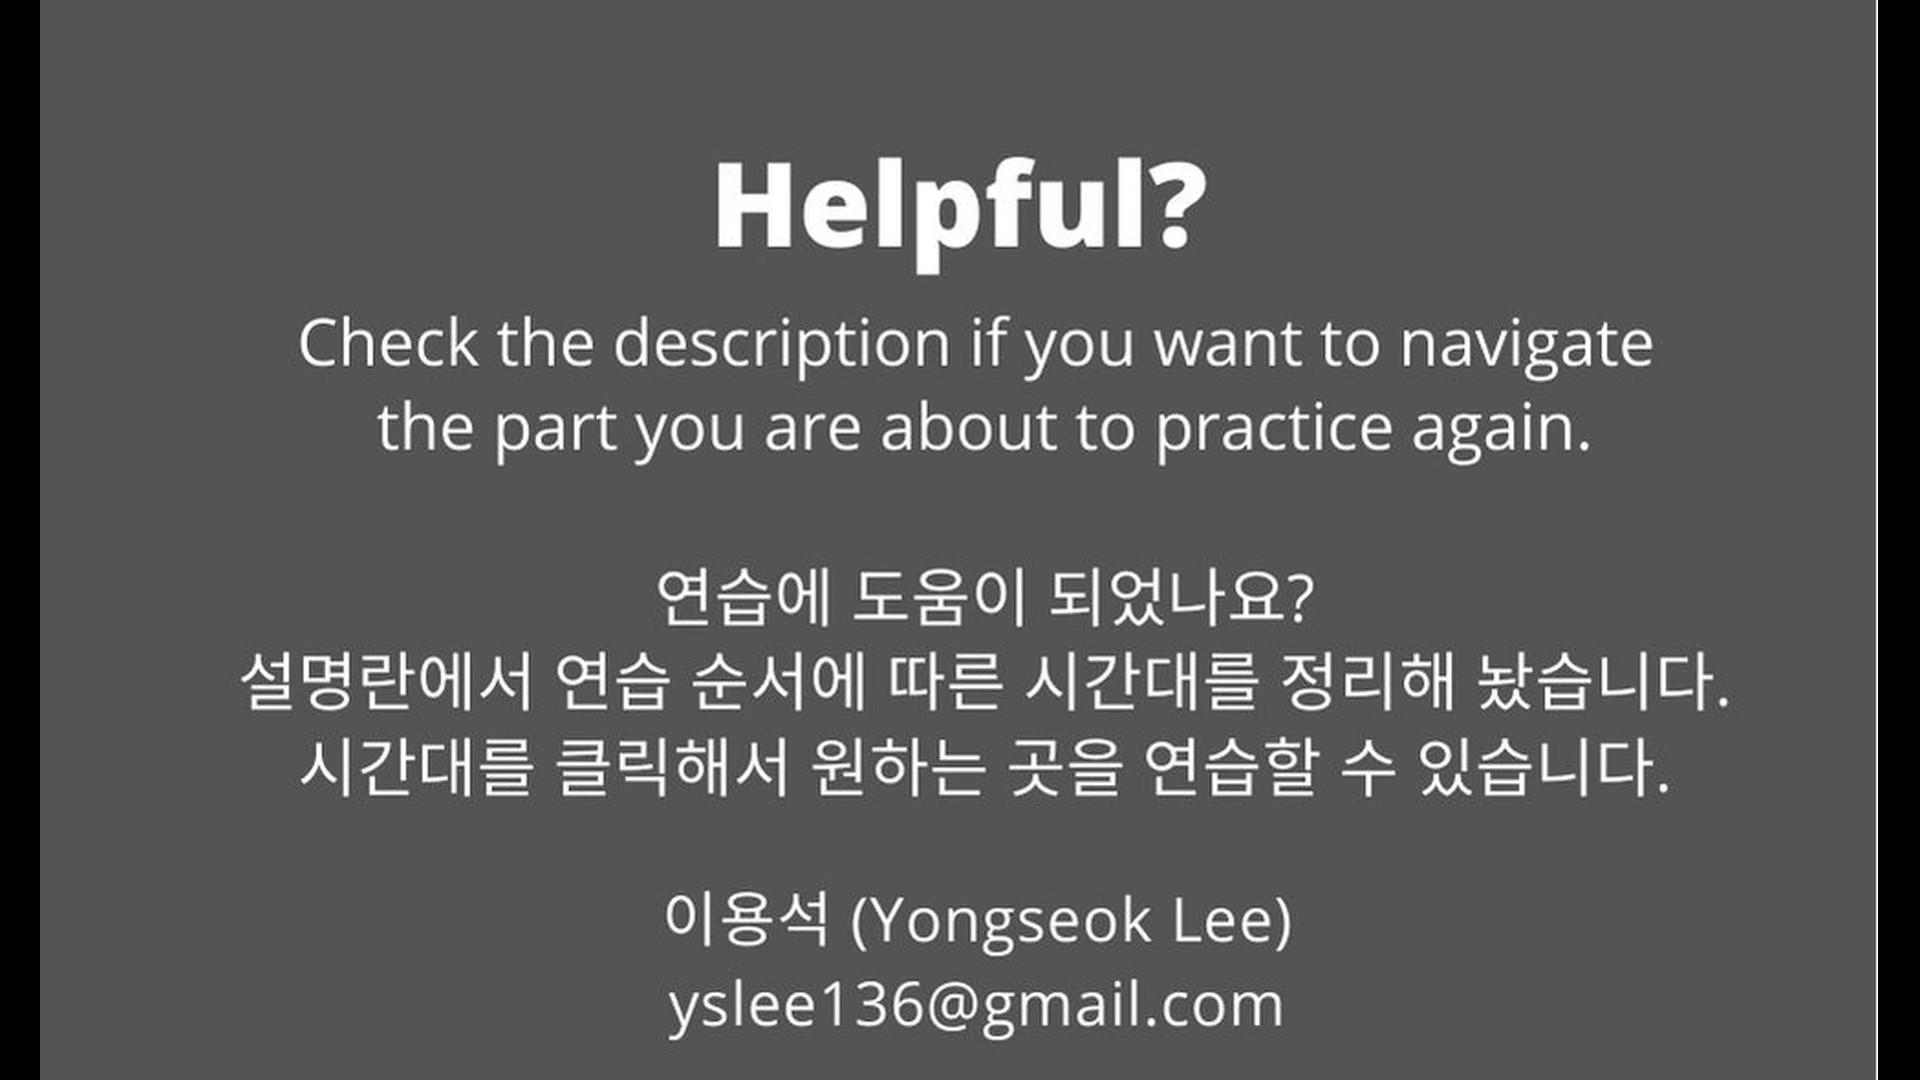 Helpful?
Check the description if you want to navigate
the part you are about to practice again.
연습에 도움이 되었나요?
설명란에서 연습 순서에 따른 시간대를 정리해 놨습니다.
시간대를 클릭해서 원하는 곳을 연습할 수 있습니다.
이용석 (Yongseok Lee)
yslee136@gmail.com